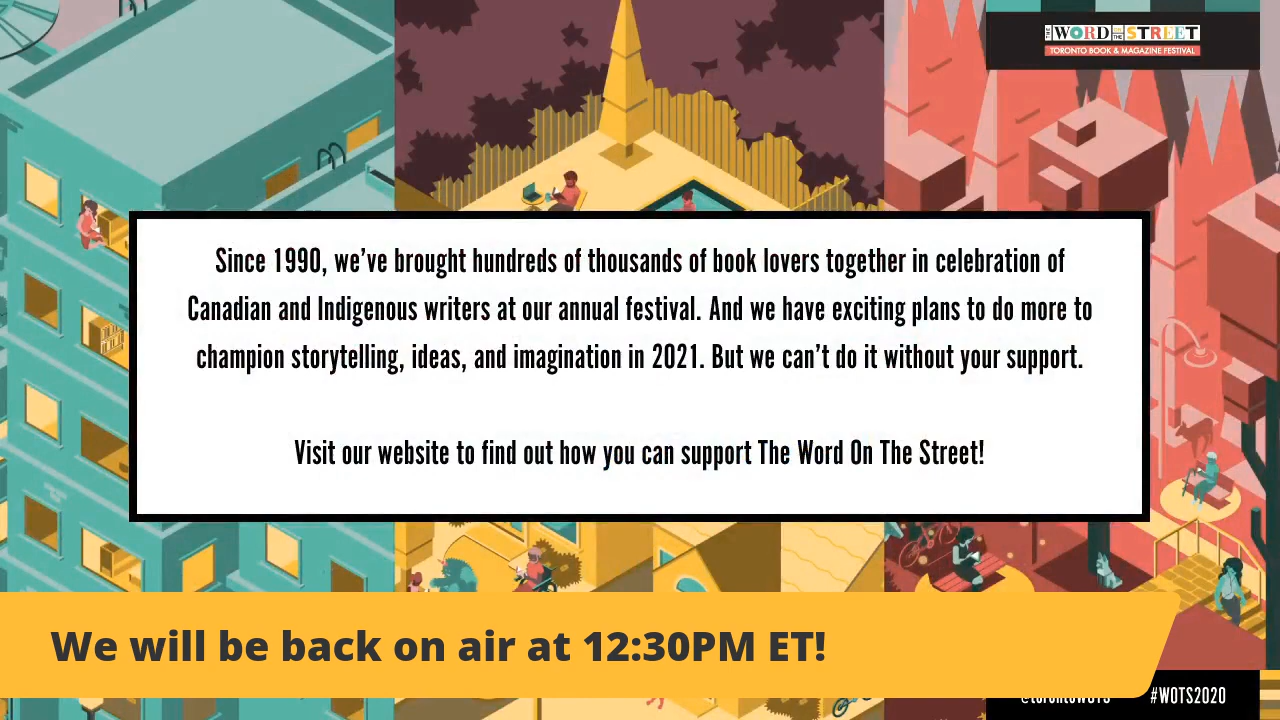 THE WORD ON THE STREET
TORONTO BOOK & MAGAZINE FESTIVAL
Since 1990, we've brought hundreds of thousands of book lovers together in celebration of
Canadian and Indigenous writers at our annual festival. And we have exciting plans to do more to
champion storytelling, ideas, and imagination in 2021. But we can't do it without your support.
Visit our website to find out how you can support The Word On The Street!
We will be back on air at 12:30PM ET!
@torontoWOTS
#WOTS2020